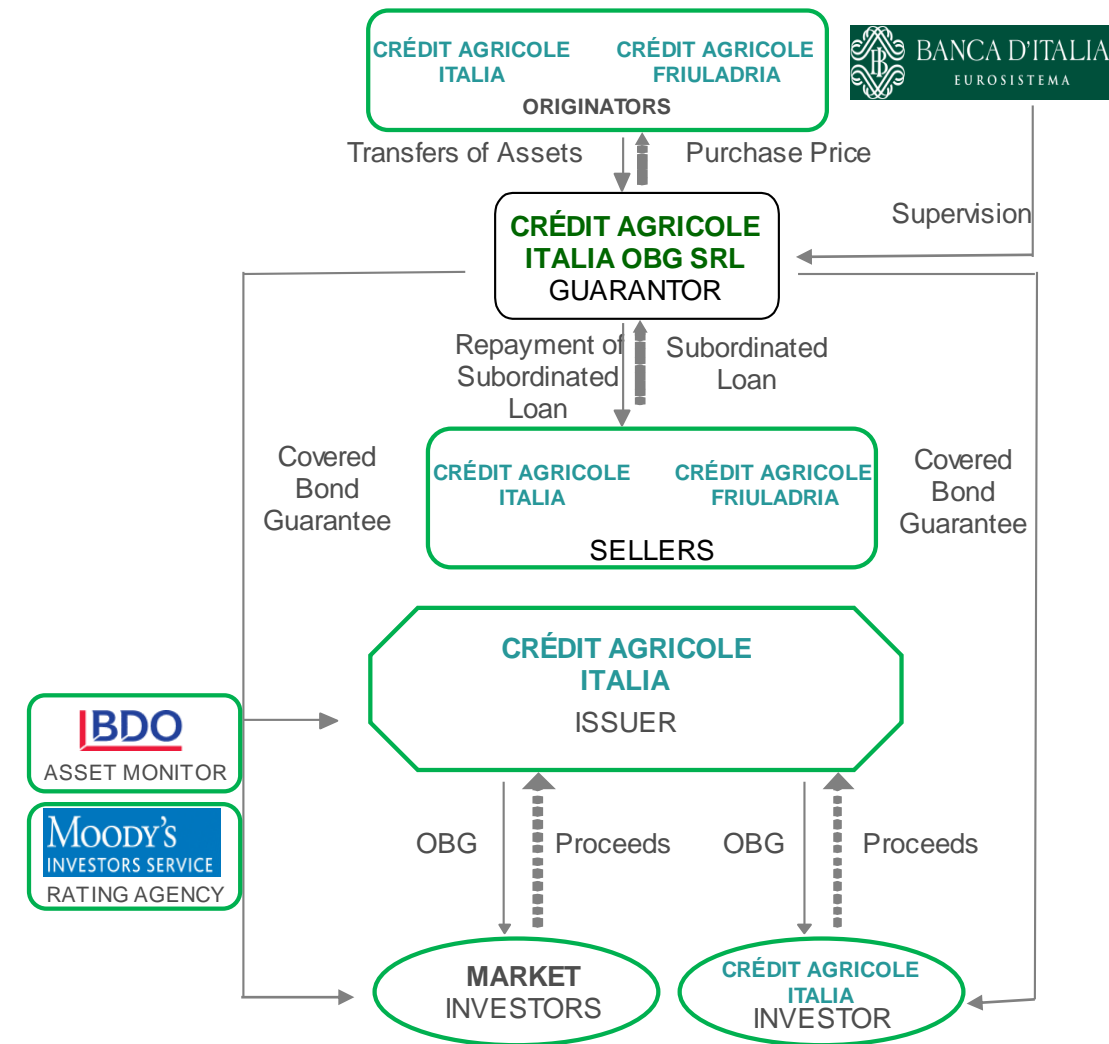 CRÉDIT AGRICOLE
ITALIA
CRÉDIT AGRICOLE
FRIULADRIA
ORIGINATORS
BANCA D'ITALIA
EUROSISTEMA
Transfers of Assets
Purchase Price
Supervision
CRÉDIT AGRICOLE
ITALIA OBG SRL
GUARANTOR
Repayment of
Subordinated
Loan
Subordinated
Loan
Covered
Bond
Guarantee
CRÉDIT AGRICOLE
ITALIA
CRÉDIT AGRICOLE
FRIULADRIA
SELLERS
Covered
Bond
Guarantee
CRÉDIT AGRICOLE
ITALIA
ISSUER
BDO
ASSET MONITOR
MOODY'S
INVESTORS SERVICE
RATING AGENCY
OBG
Proceeds
OBG
Proceeds
MARKET
INVESTORS
CRÉDIT AGRICOLE
ITALIA
INVESTOR